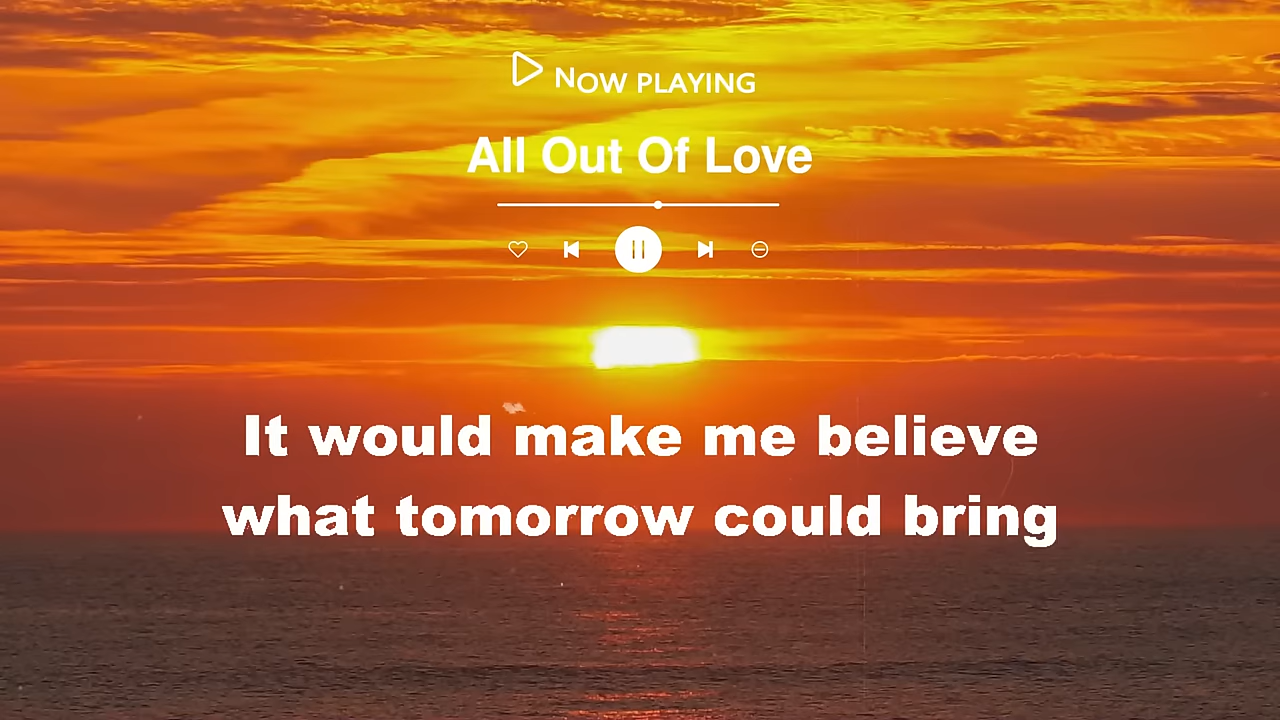 NOW PLAYING
All Out Of Love
It would make me believe
what tomorrow could bring